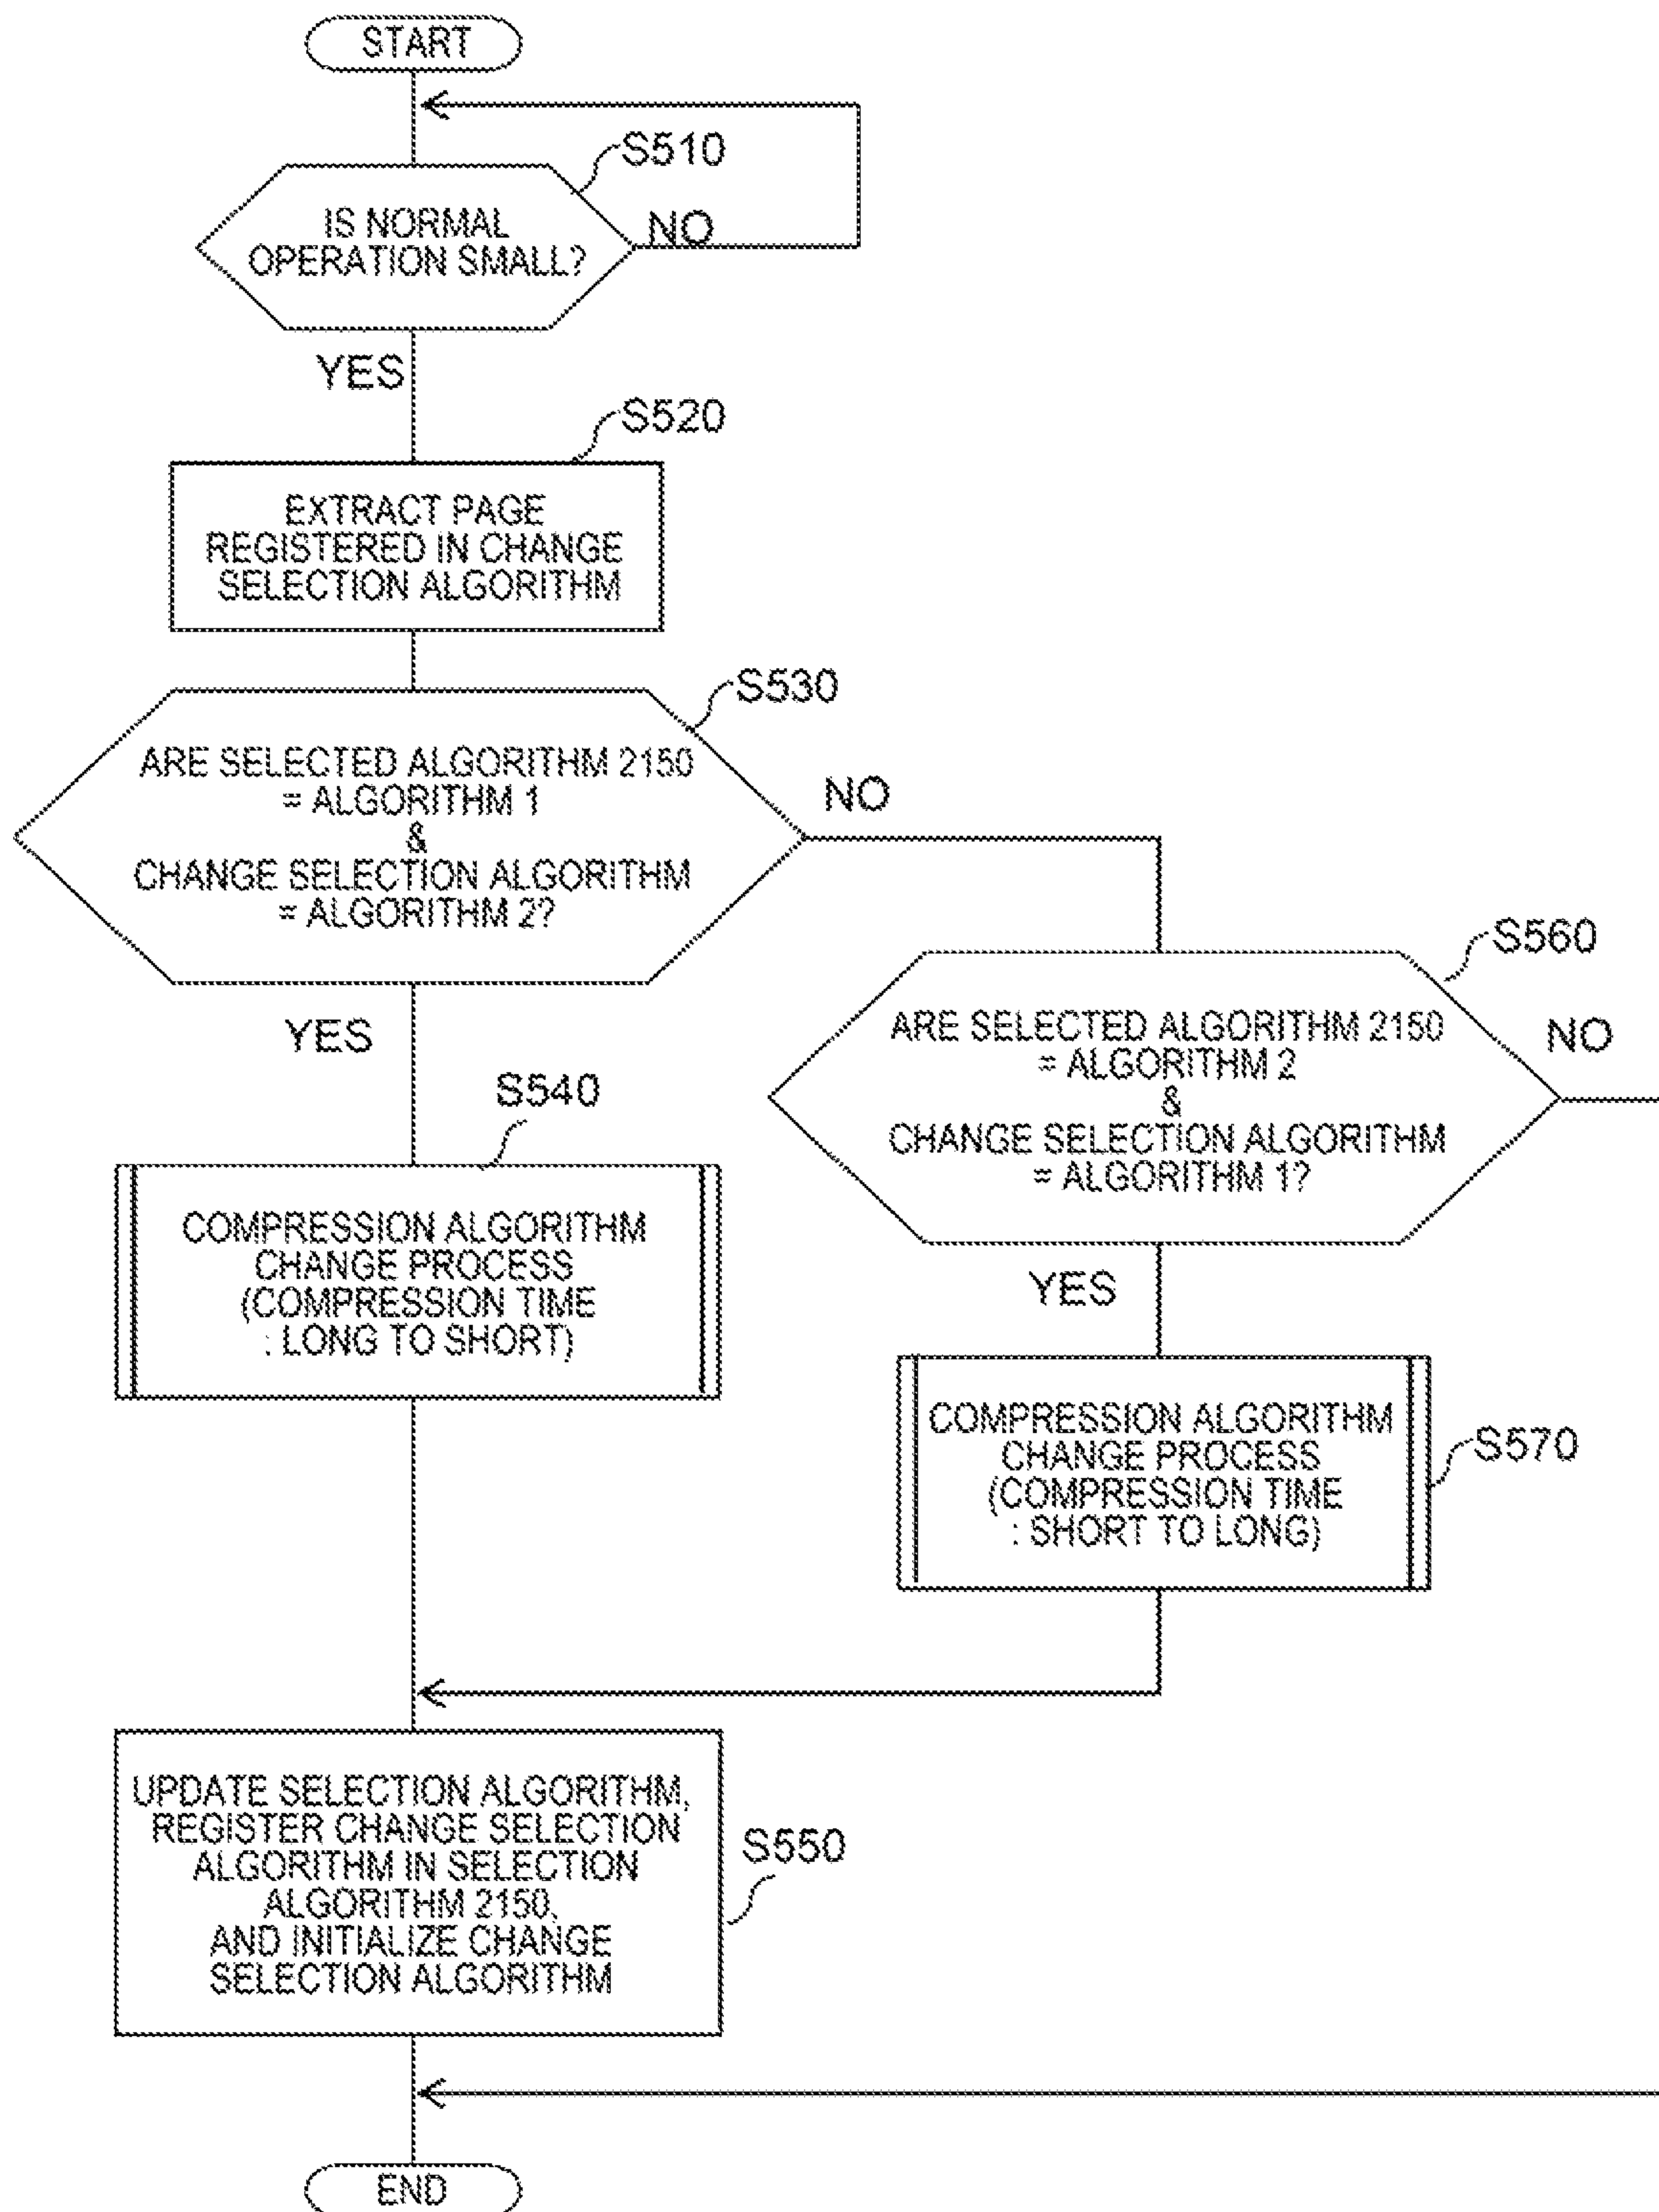 START
S510
IS NORMAL
OPERATION SMALL?
NO
YES
S520
EXTRACT PAGE
REGISTERED IN CHANGE
SELECTION ALGORITHM
S530
ARE SELECTED ALGORITHM 2150
= ALGORITHM 1
&
CHANGE SELECTION ALGORITHM
= ALGORITHM 2?
NO
YES
S560
ARE SELECTED ALGORITHM 2150
= ALGORITHM 2
&
CHANGE SELECTION ALGORITHM
= ALGORITHM 1?
NO
YES
S540
COMPRESSION ALGORITHM
CHANGE PROCESS
(COMPRESSION TIME
: LONG TO SHORT)
COMPRESSION ALGORITHM
CHANGE PROCESS
(COMPRESSION TIME
: SHORT TO LONG)
S570
UPDATE SELECTION ALGORITHM,
REGISTER CHANGE SELECTION
ALGORITHM IN SELECTION
ALGORITHM 2150,
AND INITIALIZE CHANGE
SELECTION ALGORITHM
S550
END